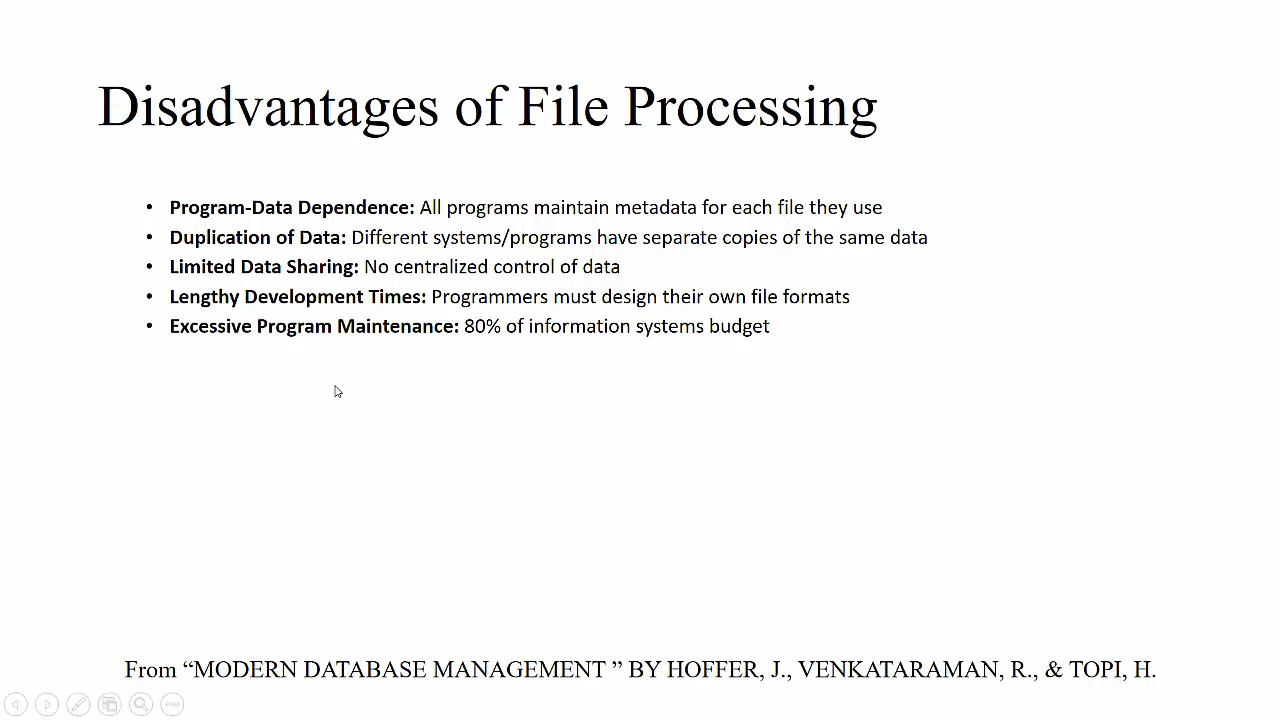 Disadvantages of File Processing
• Program-Data Dependence: All programs maintain metadata for each file they use
• Duplication of Data: Different systems/programs have separate copies of the same data
• Limited Data Sharing: No centralized control of data
• Lengthy Development Times: Programmers must design their own file formats
• Excessive Program Maintenance: 80% of information systems budget
From “MODERN DATABASE MANAGEMENT ” BY HOFFER, J., VENKATARAMAN, R., & TOPI, H.